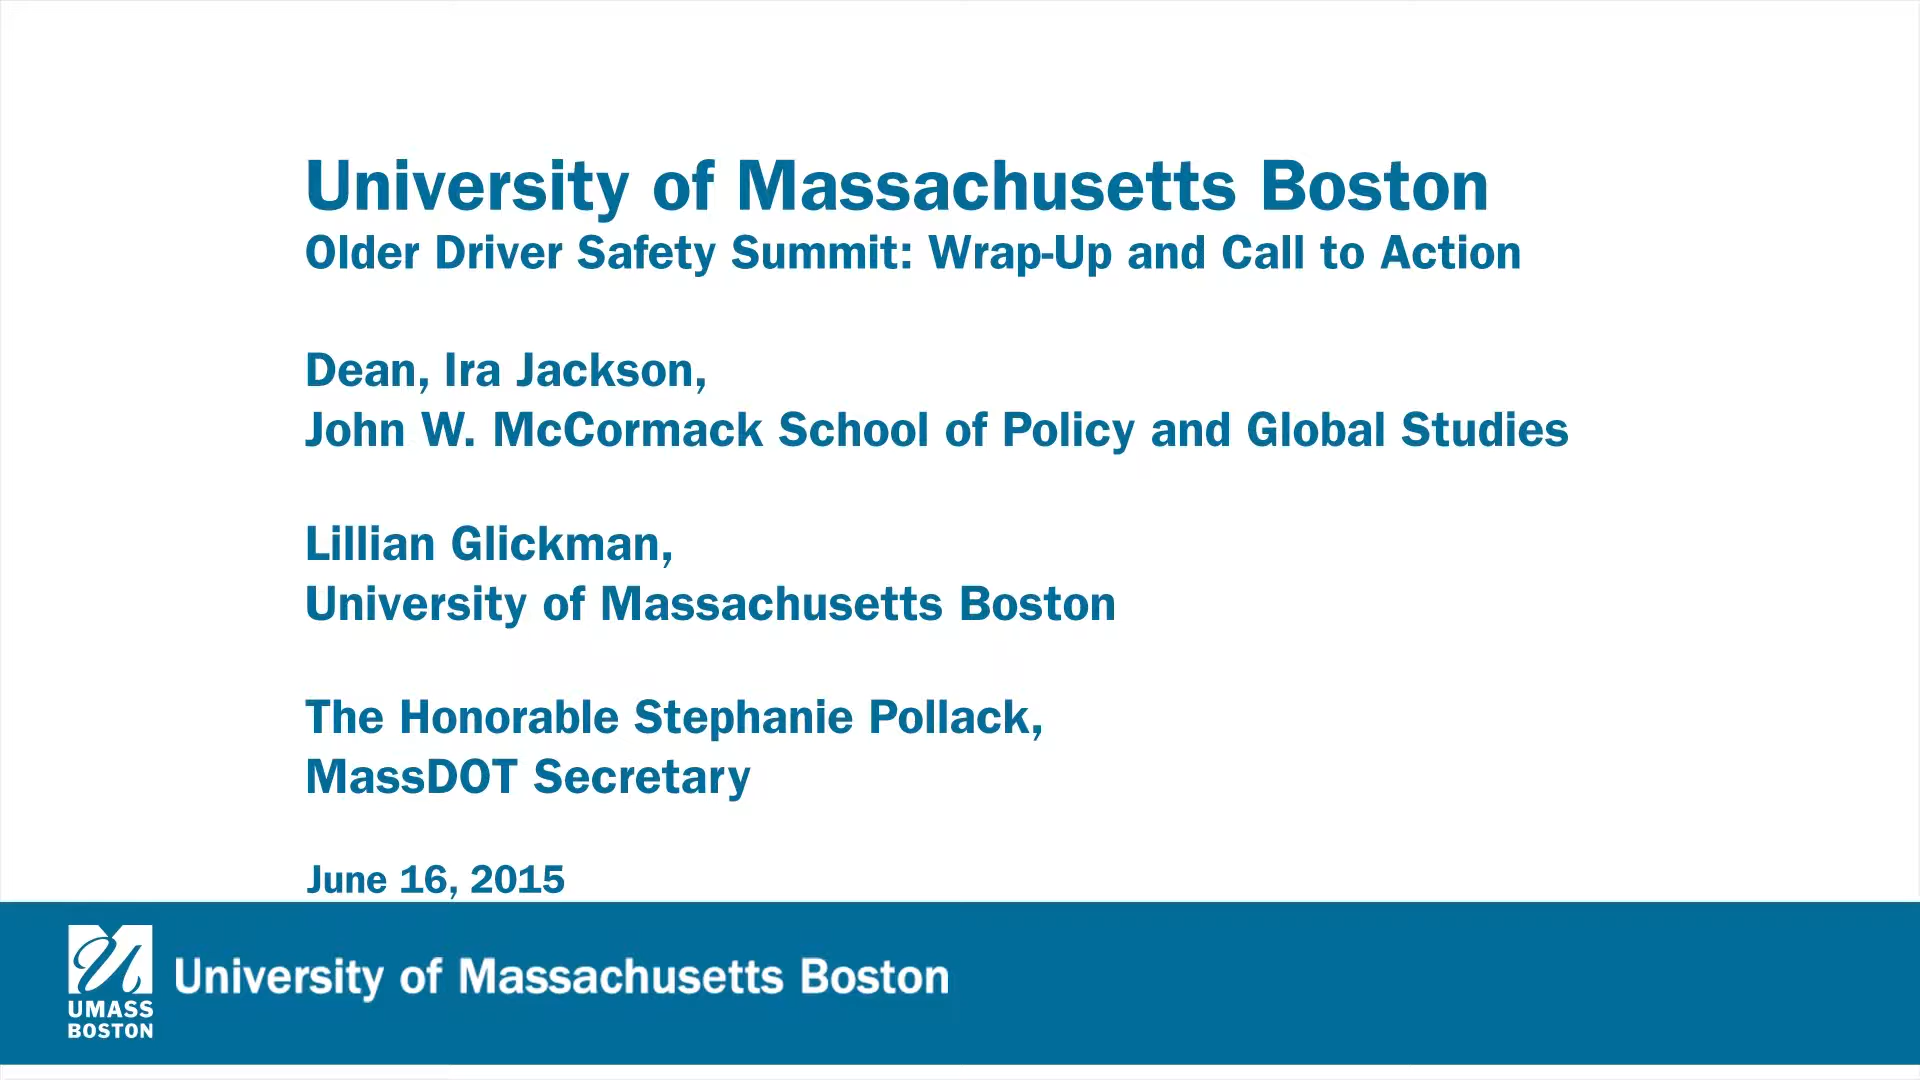 University of Massachusetts Boston
Older Driver Safety Summit: Wrap-Up and Call to Action
Dean, Ira Jackson,
John W. McCormack School of Policy and Global Studies
Lillian Glickman,
University of Massachusetts Boston
The Honorable Stephanie Pollack,
MassDOT Secretary
June 16, 2015
University of Massachusetts Boston
UMASS
BOSTON